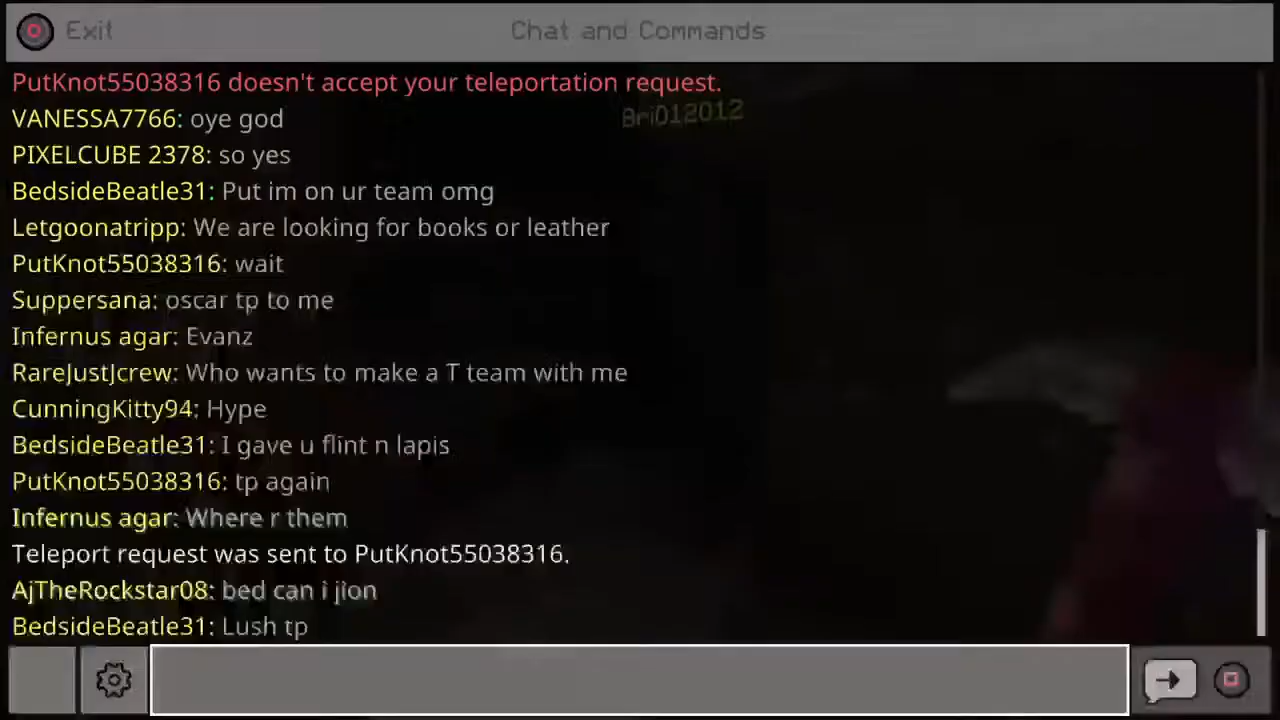 Exit
Chat and Commands
PutKnot55038316 doesn't accept your teleportation request.
Bri012012
VANESSA7766: oye god
PIXELCUBE 2378: so yes
BedsideBeatle31: Put im on ur team omg
Letgoonatripp: We are looking for books or leather
PutKnot55038316: wait
Suppersana: oscar tp to me
Infernus agar: Evanz
RareJustJcrew: Who wants to make a T team with me
CunningKitty94: Hype
BedsideBeatle31: I gave u flint n lapis
PutKnot55038316: tp again
Infernus agar: Where r them
Teleport request was sent to PutKnot55038316.
AjTheRockstar08: bed can i jion
BedsideBeatle31: Lush tp